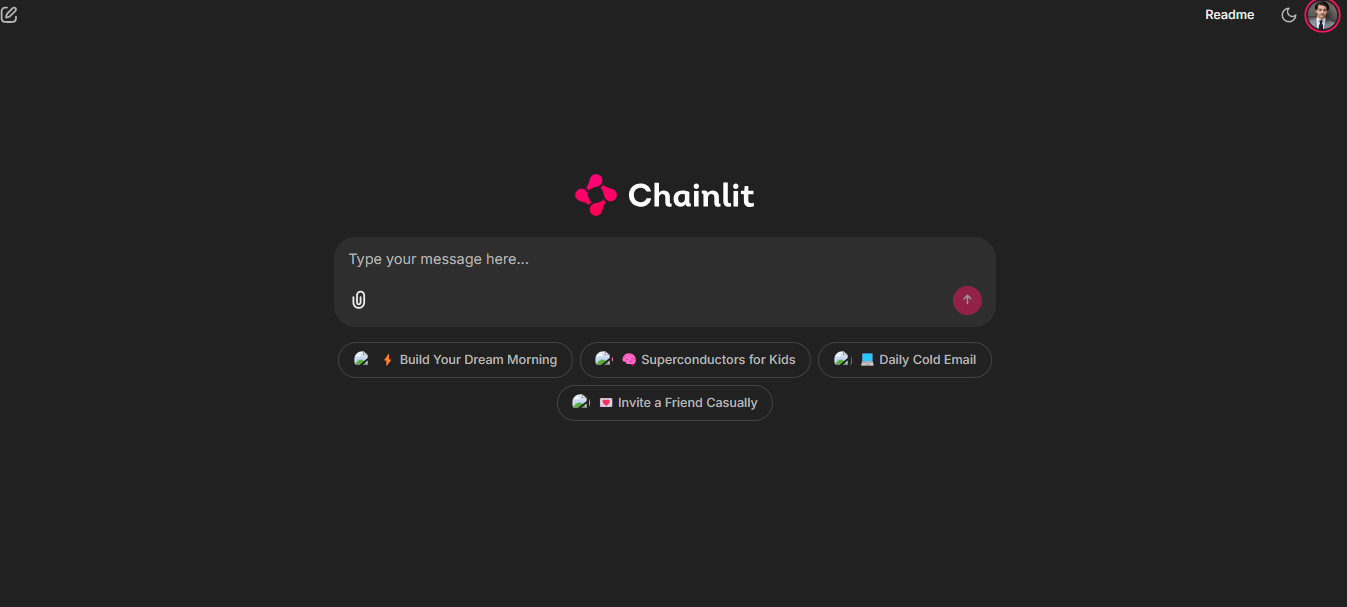 Readme
Chainlit
Type your message here...
⚡ Build Your Dream Morning
🧠 Superconductors for Kids
💻 Daily Cold Email
💌 Invite a Friend Casually